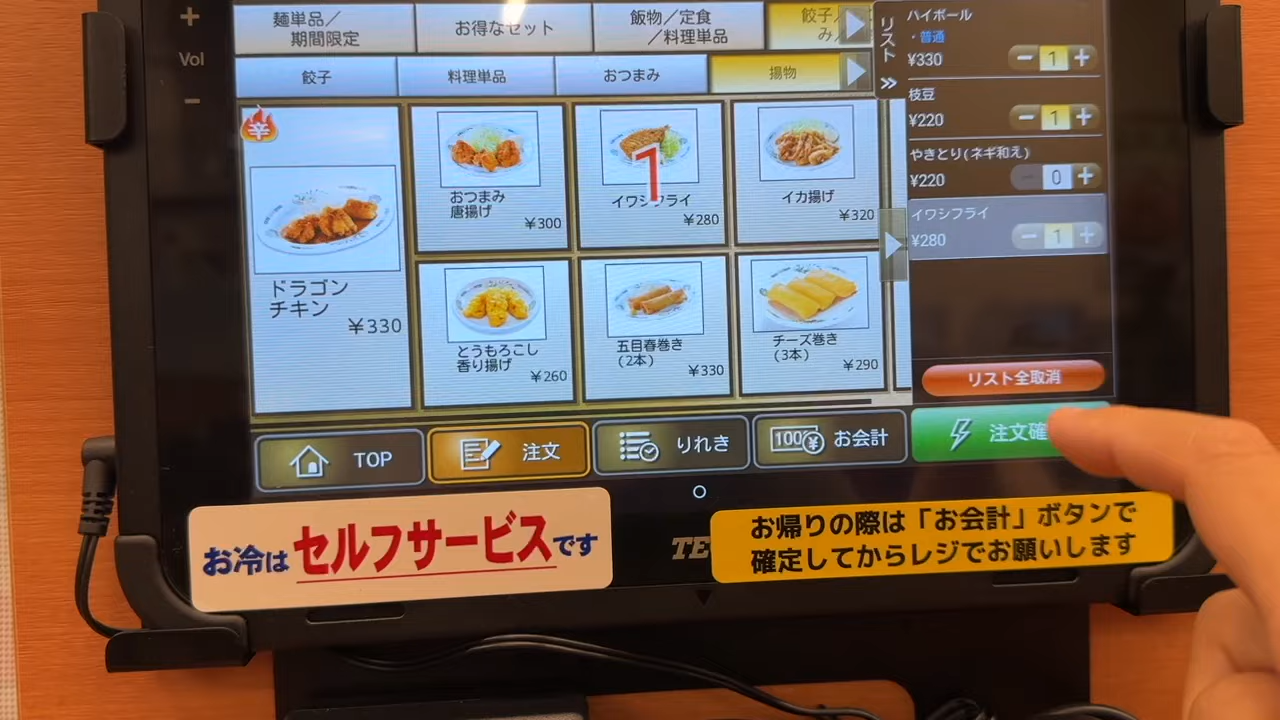 +
Vol
−
麺単品／
期間限定
お得なセット
飯物／定食
／料理単品
餃子／
み／
餃子
料理単品
おつまみ
揚物
リスト
»
ハイボール
・普通
¥330
− 1 +
枝豆
¥220
− 1 +
やきとり(ネギ和え)
¥220
− 0 +
イワシフライ
¥280
− 1 +
辛
ドラゴン
チキン
¥330
おつまみ
唐揚げ
¥300
1
イワシフライ
¥280
イカ揚げ
¥320
とうもろこし
香り揚げ
¥260
五目春巻き
(2本)
¥330
チーズ巻き
(3本)
¥290
リスト全取消
TOP
注文
りれき
100 ¥ お会計
注文確
お冷は セルフサービスです
TE
お帰りの際は「お会計」ボタンで
確定してからレジでお願いします